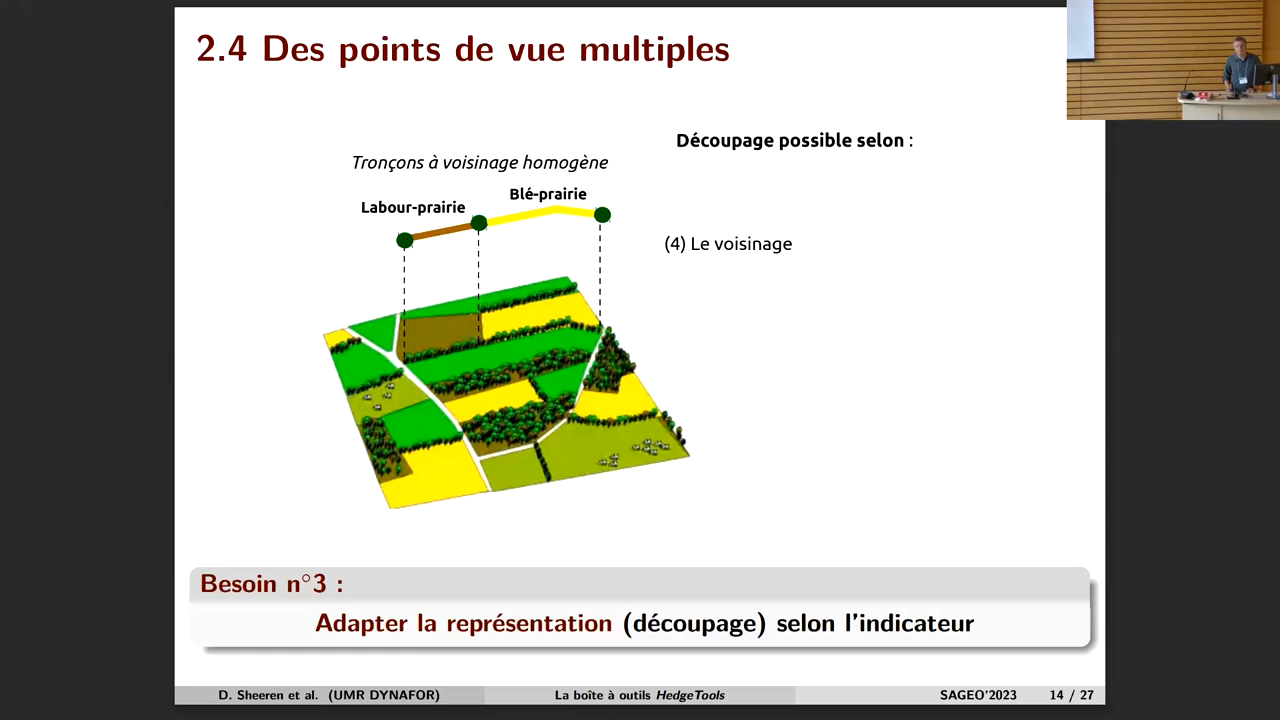 2.4 Des points de vue multiples
Découpage possible selon :
Tronçons à voisinage homogène
Blé-prairie
Labour-prairie
(4) Le voisinage
Besoin n°3 :
Adapter la représentation (découpage) selon l'indicateur
D. Sheeren et al. (UMR DYNAFOR) La boîte à outils HedgeTools SAGEO'2023 14 / 27